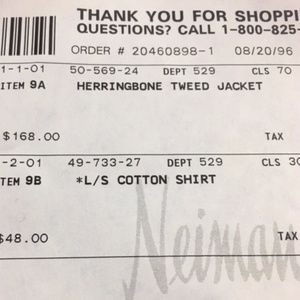 THANK YOU FOR SHOPPI
QUESTIONS? CALL 1-800-825-
ORDER # 20460898-1 08/20/96
1-1-01 50-569-24 DEPT 529 CLS 70
ITEM 9A HERRINGBONE TWEED JACKET
$168.00 TAX
-2-01 49-733-27 DEPT 529 CLS 30
ITEM 9B *L/S COTTON SHIRT
$48.00 TAX
Neiman